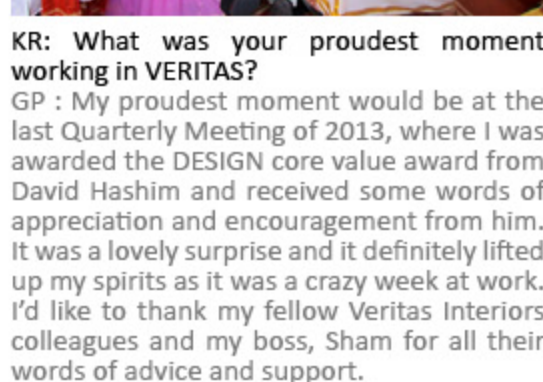 KR: What was your proudest moment
working in VERITAS?
GP : My proudest moment would be at the
last Quarterly Meeting of 2013, where I was
awarded the DESIGN core value award from
David Hashim and received some words of
appreciation and encouragement from him.
It was a lovely surprise and it definitely lifted
up my spirits as it was a crazy week at work.
I'd like to thank my fellow Veritas Interiors
colleagues and my boss, Sham for all their
words of advice and support.